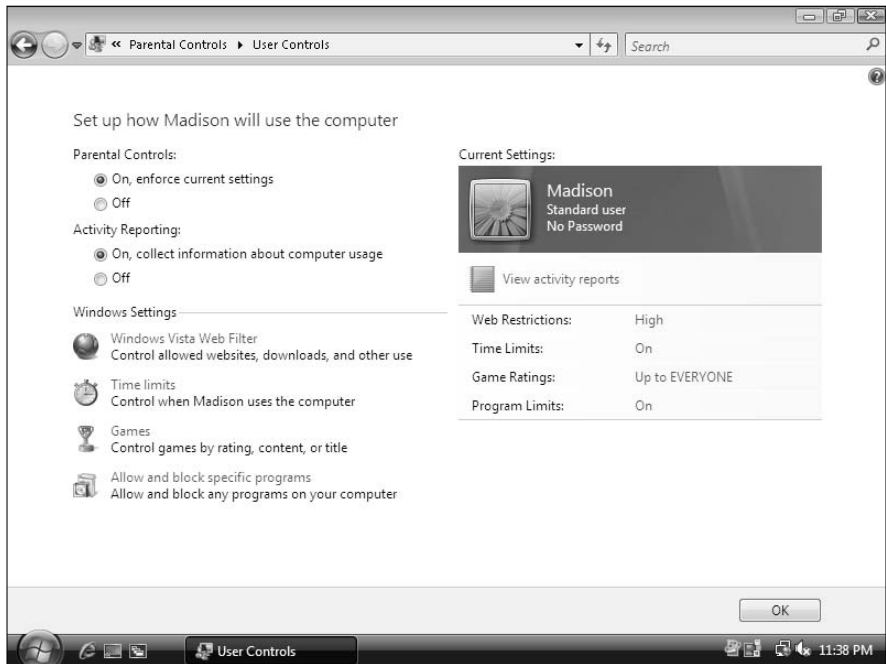 « Parental Controls ▸ User Controls
Search
Set up how Madison will use the computer
Parental Controls:
On, enforce current settings
Off
Activity Reporting:
On, collect information about computer usage
Off
Windows Settings
Windows Vista Web Filter
Control allowed websites, downloads, and other use
Time limits
Control when Madison uses the computer
Games
Control games by rating, content, or title
Allow and block specific programs
Allow and block any programs on your computer
Current Settings:
Madison
Standard user
No Password
View activity reports
Web Restrictions: High
Time Limits: On
Game Ratings: Up to EVERYONE
Program Limits: On
OK
User Controls
11:38 PM